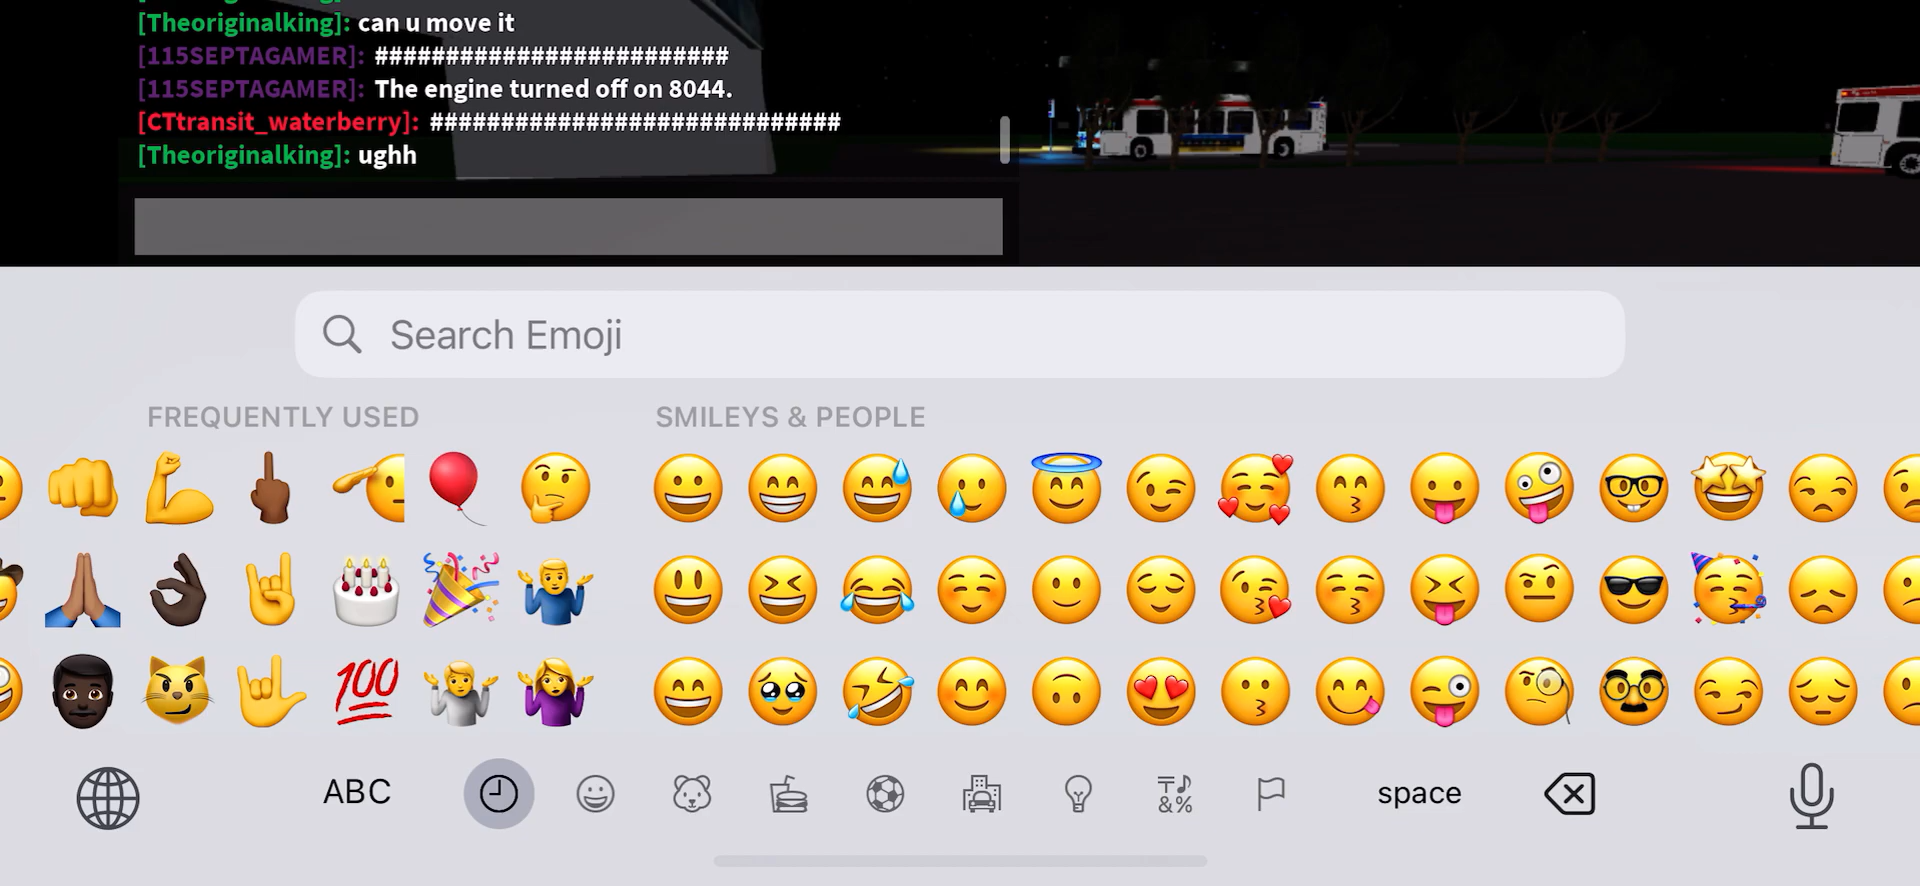 [Theoriginalking]: can u move it
[115SEPTAGAMER]: #########################
[115SEPTAGAMER]: The engine turned off on 8044.
[CTtransit_waterberry]: #############################
[Theoriginalking]: ughh
Search Emoji
FREQUENTLY USED
SMILEYS & PEOPLE
100
ABC
space